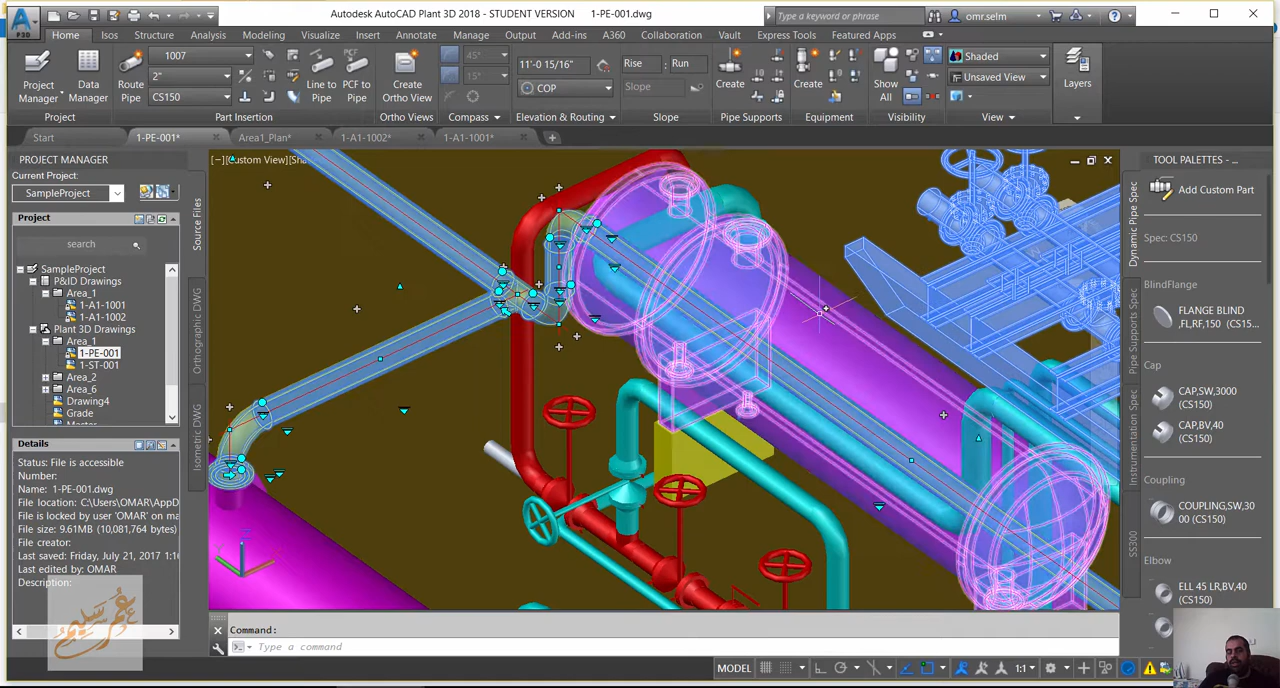 Autodesk AutoCAD Plant 3D 2018 - STUDENT VERSION 1-PE-001.dwg
Type a keyword or phrase
omr.selm
P3D
Home Isos Structure Analysis Modeling Visualize Insert Annotate Manage Output Add-ins A360 Collaboration Vault Express Tools Featured Apps
Project Manager
Data Manager
Project
Route Pipe
1007
2"
CS150
Line to Pipe
PCF to Pipe
Part Insertion
Create Ortho View
Ortho Views
45°
15°
Compass
11'-0 15/16"
COP
Elevation & Routing
Rise : Run
Slope
Slope
Create
Pipe Supports
Create
Equipment
Show All
Visibility
Shaded
Unsaved View
View
Layers
Start
1-PE-001*
Area1_Plan*
1-A1-1002*
1-A1-1001*
PROJECT MANAGER
Current Project:
SampleProject
Project
search
SampleProject
P&ID Drawings
Area_1
1-A1-1001
1-A1-1002
Plant 3D Drawings
Area_1
1-PE-001
1-ST-001
Area_2
Area_6
Drawing4
Grade
Source Files
Orthographic DWG
Isometric DWG
Details
Status: File is accessible
Number:
Name: 1-PE-001.dwg
File location: C:\Users\OMAR\AppD
File is locked by user 'OMAR' on ma
File size: 9.61MB (10,081,764 bytes)
File creator:
Last saved: Friday, July 21, 2017 1:1
Last edited by: OMAR
Description:
عمر سليم
[−][Custom View][Sha
Command:
Type a command
MODEL
1:1
TOOL PALETTES - ...
Dynamic Pipe Spec
Pipe Supports Spec
Instrumentation Spec
SS300
Add Custom Part
Spec: CS150
BlindFlange
FLANGE BLIND
,FL,RF,150 (CS15...
Cap
CAP,SW,3000
(CS150)
CAP,BV,40
(CS150)
Coupling
COUPLING,SW,30
00 (CS150)
Elbow
ELL 45 LR,BV,40
(CS150)